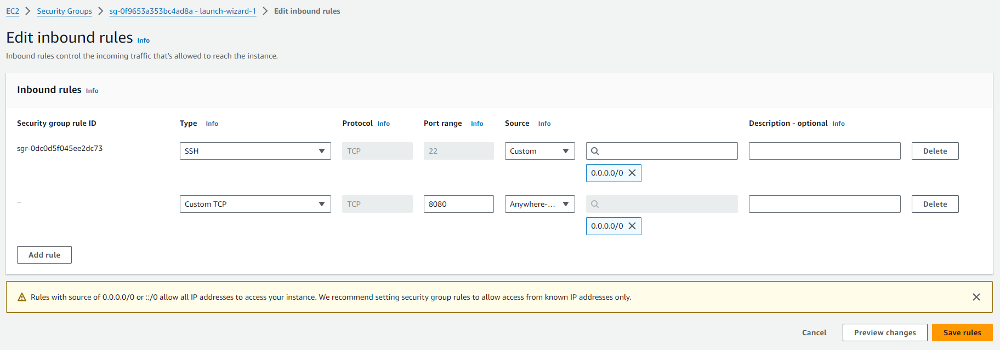 EC2 > Security Groups > sg-0f9653a353bc4ad8a - launch-wizard-1 > Edit inbound rules
Edit inbound rules Info
Inbound rules control the incoming traffic that's allowed to reach the instance.
Inbound rules Info
Security group rule ID Type Info Protocol Info Port range Info Source Info Description - optional Info
sgr-0dc0d5f045ee2dc73 SSH TCP 22 Custom Delete
0.0.0.0/0
– Custom TCP TCP 8080 Anywhere-... Delete
0.0.0.0/0
Add rule
Rules with source of 0.0.0.0/0 or ::/0 allow all IP addresses to access your instance. We recommend setting security group rules to allow access from known IP addresses only.
Cancel Preview changes Save rules